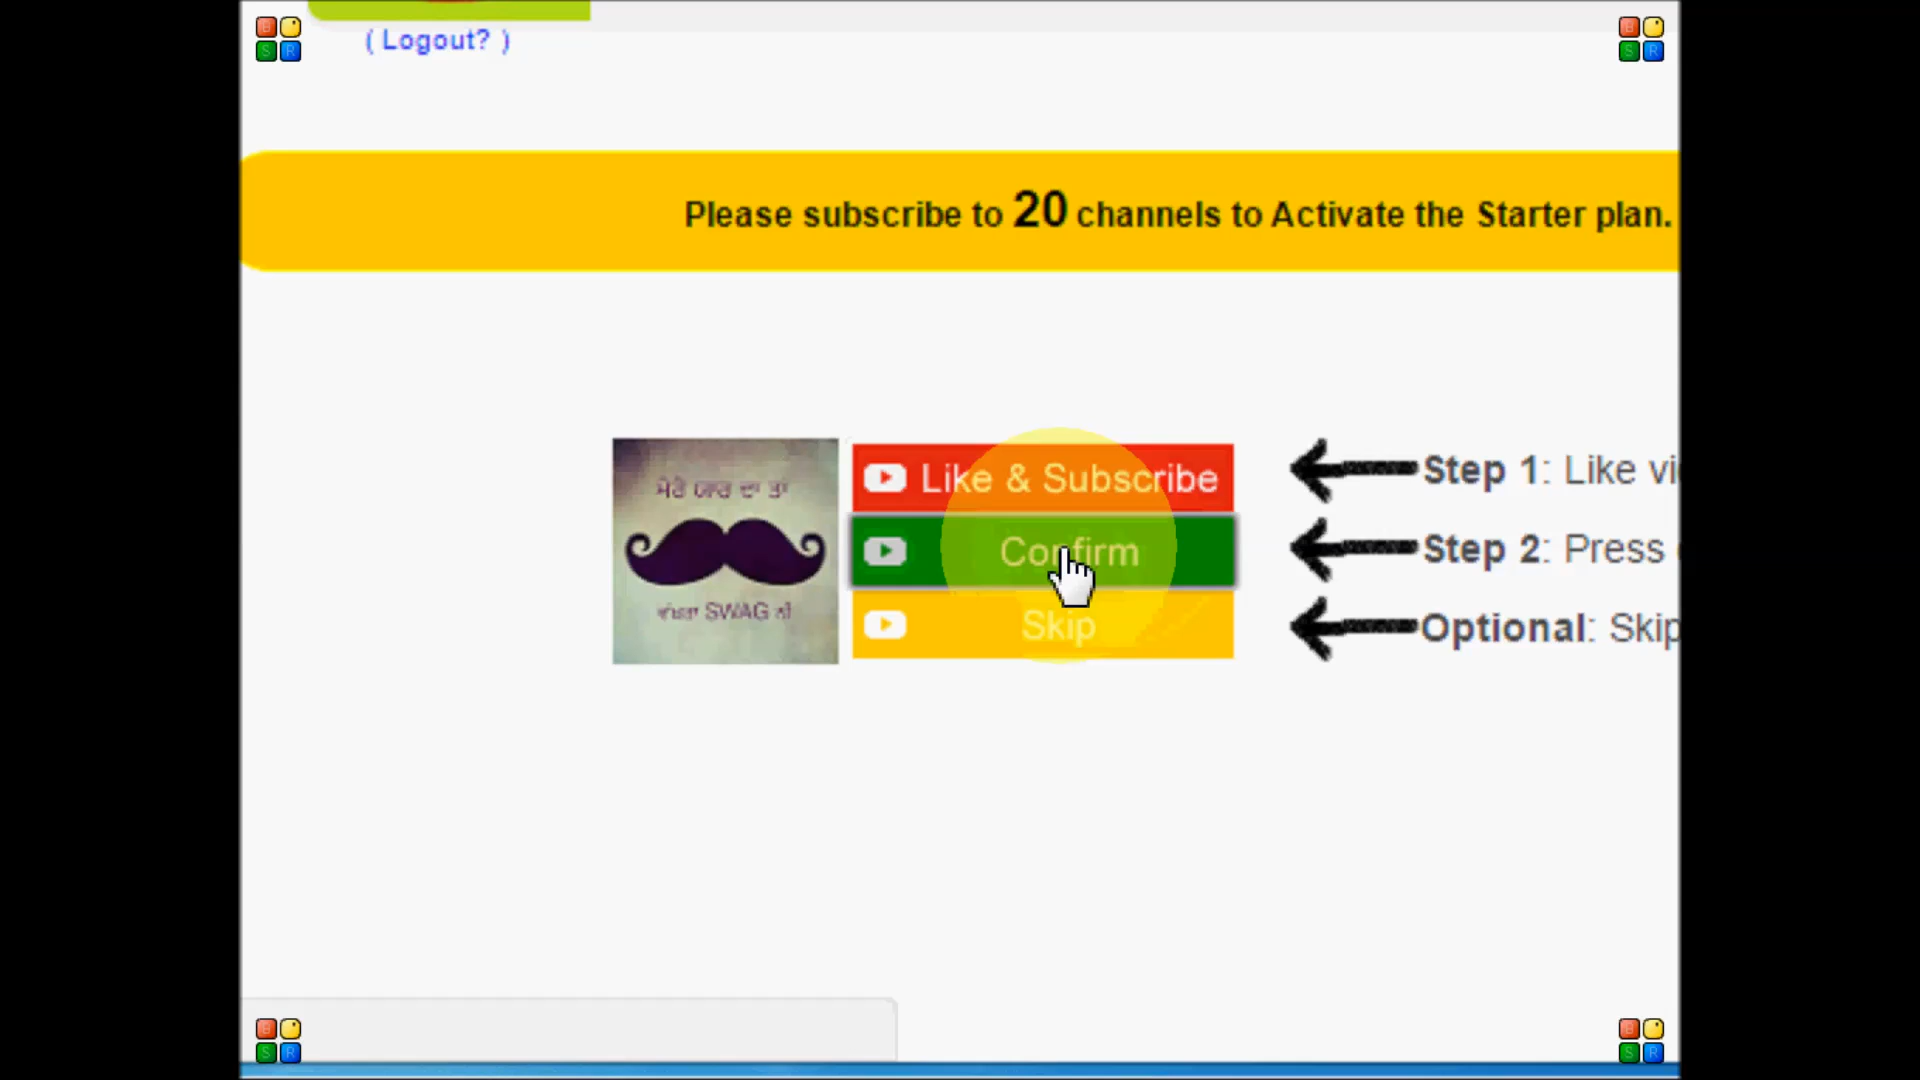 ( Logout? )
Please subscribe to 20 channels to Activate the Starter plan.
ਮੇਰੇ ਯਾਰ ਦਾ ਤਾਂ
SWAG ਨੀ
Like & Subscribe
Confirm
Skip
Step 1: Like
Step 2: Press
Optional: Skip